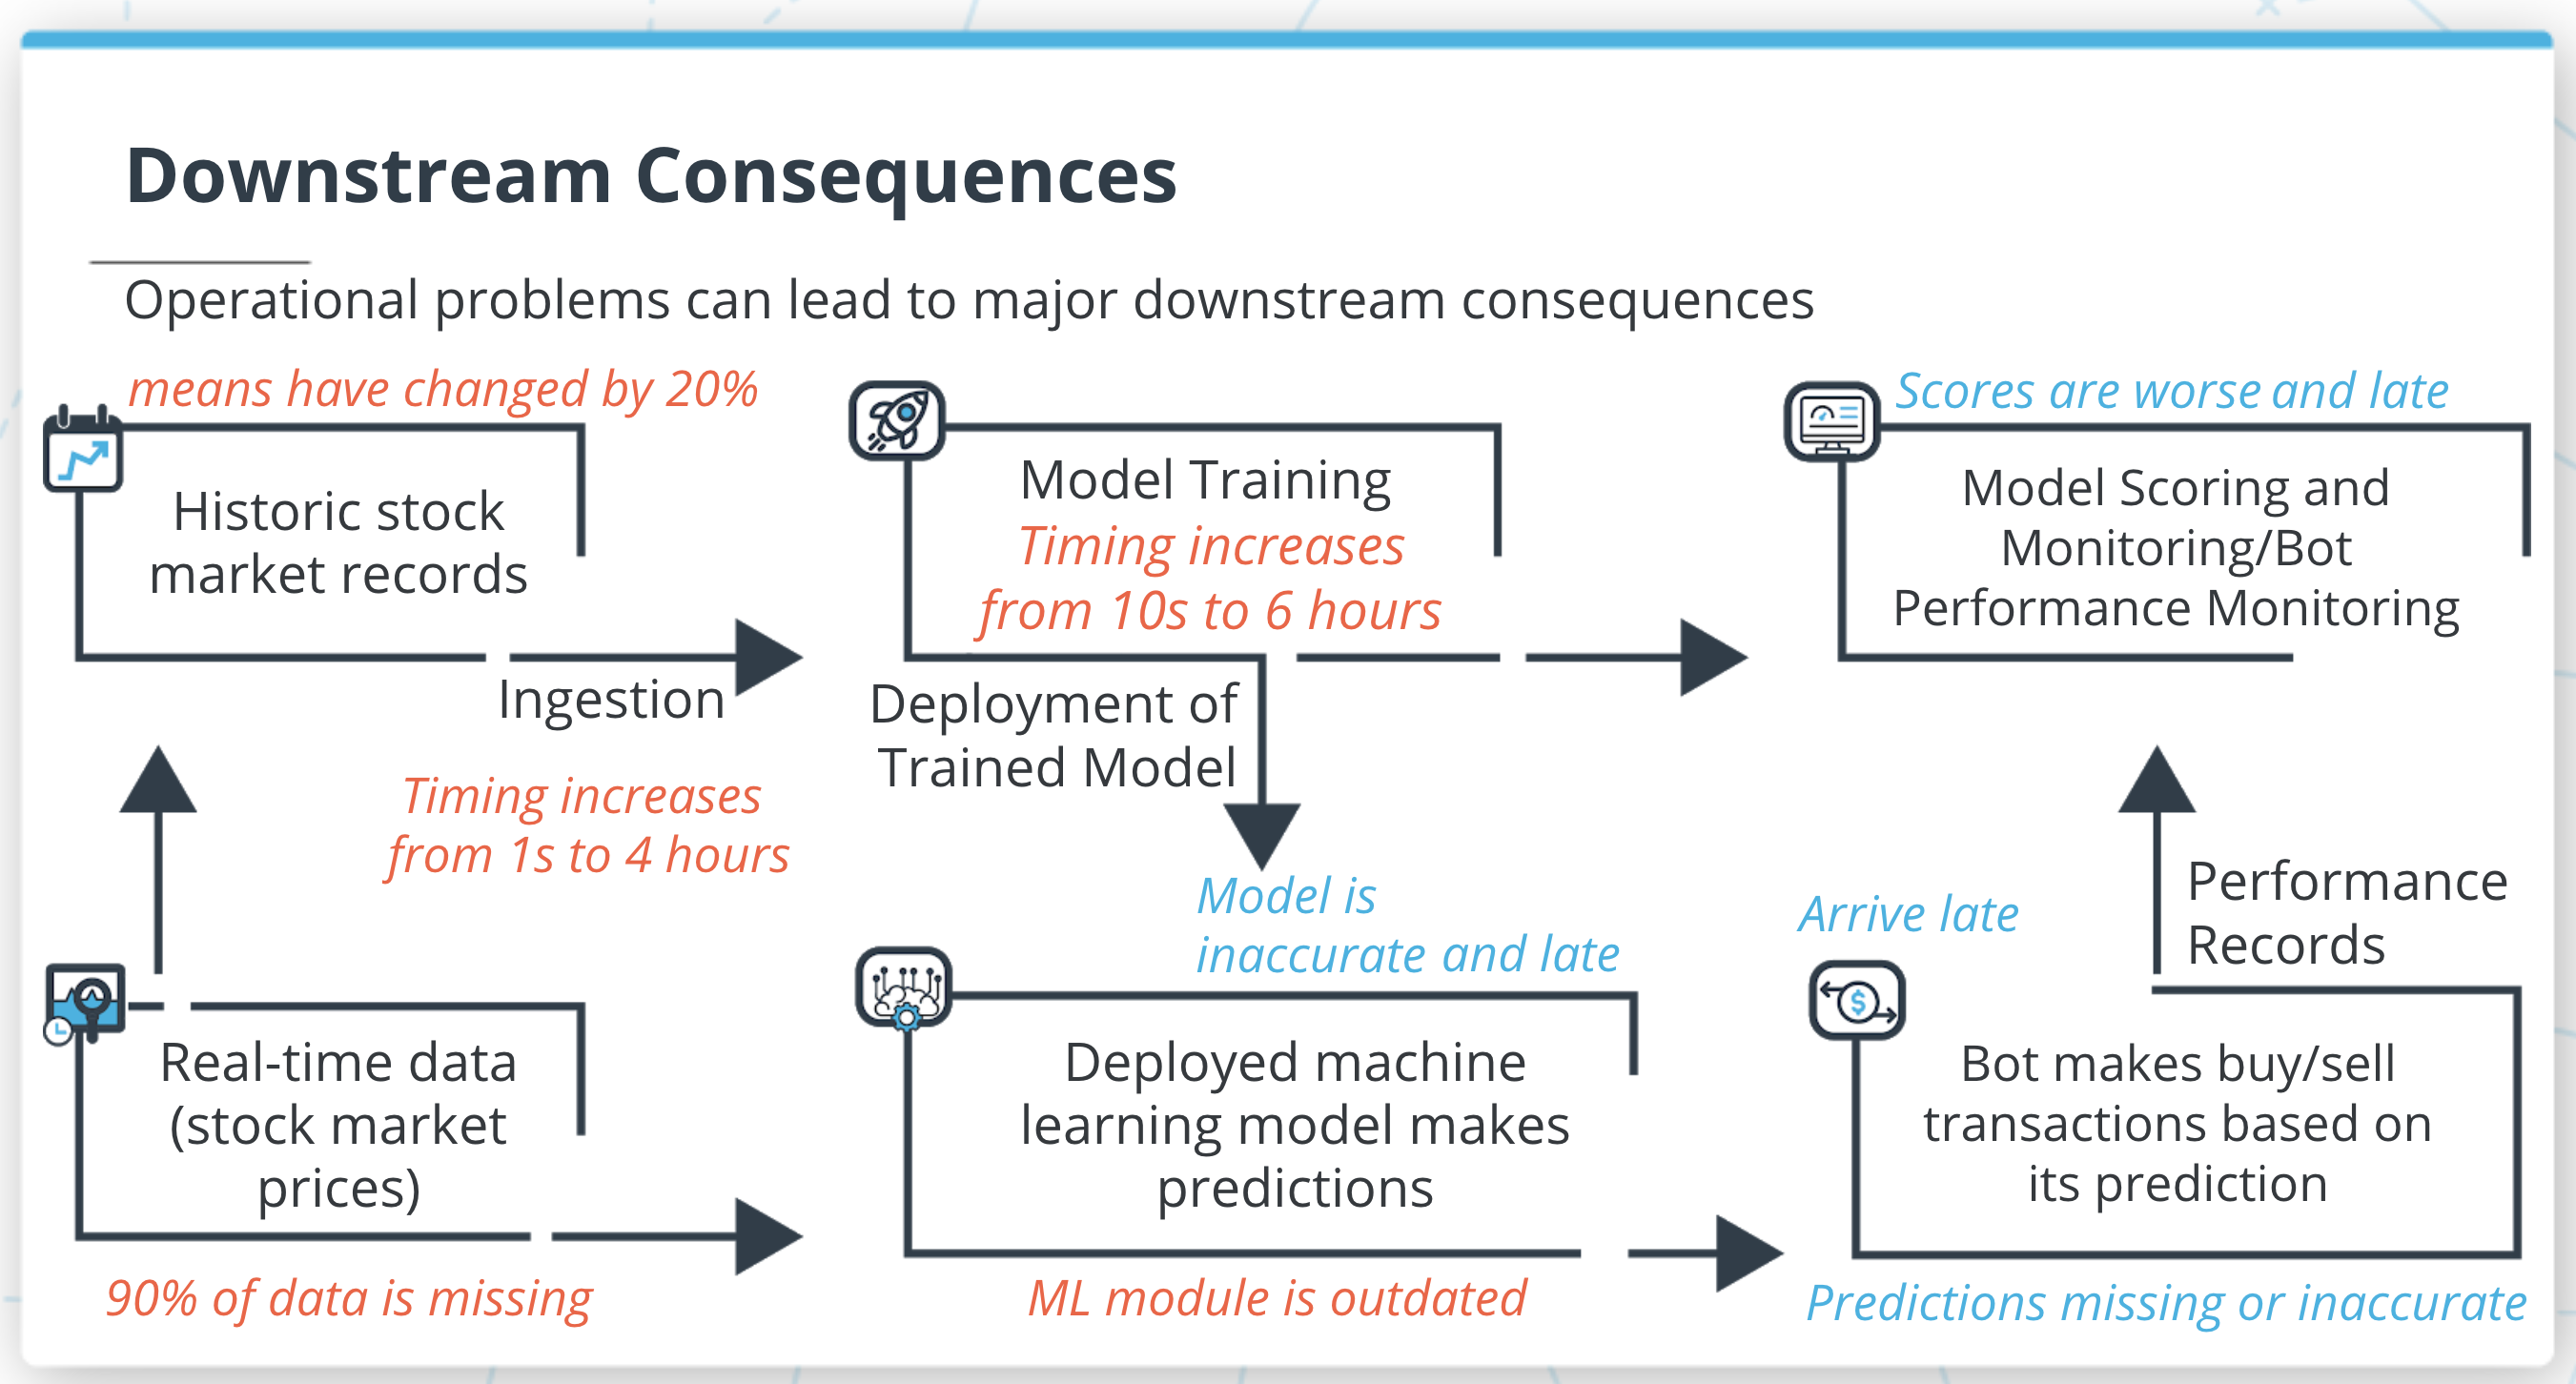 Downstream Consequences
Operational problems can lead to major downstream consequences
means have changed by 20%
Historic stock
market records
Ingestion
Timing increases
from 1s to 4 hours
Model Training
Timing increases
from 10s to 6 hours
Deployment of
Trained Model
Scores are worse and late
Model Scoring and
Monitoring/Bot
Performance Monitoring
Real-time data
(stock market
prices)
90% of data is missing
Model is
inaccurate and late
Deployed machine
learning model makes
predictions
ML module is outdated
Arrive late
Performance
Records
$
Bot makes buy/sell
transactions based on
its prediction
Predictions missing or inaccurate